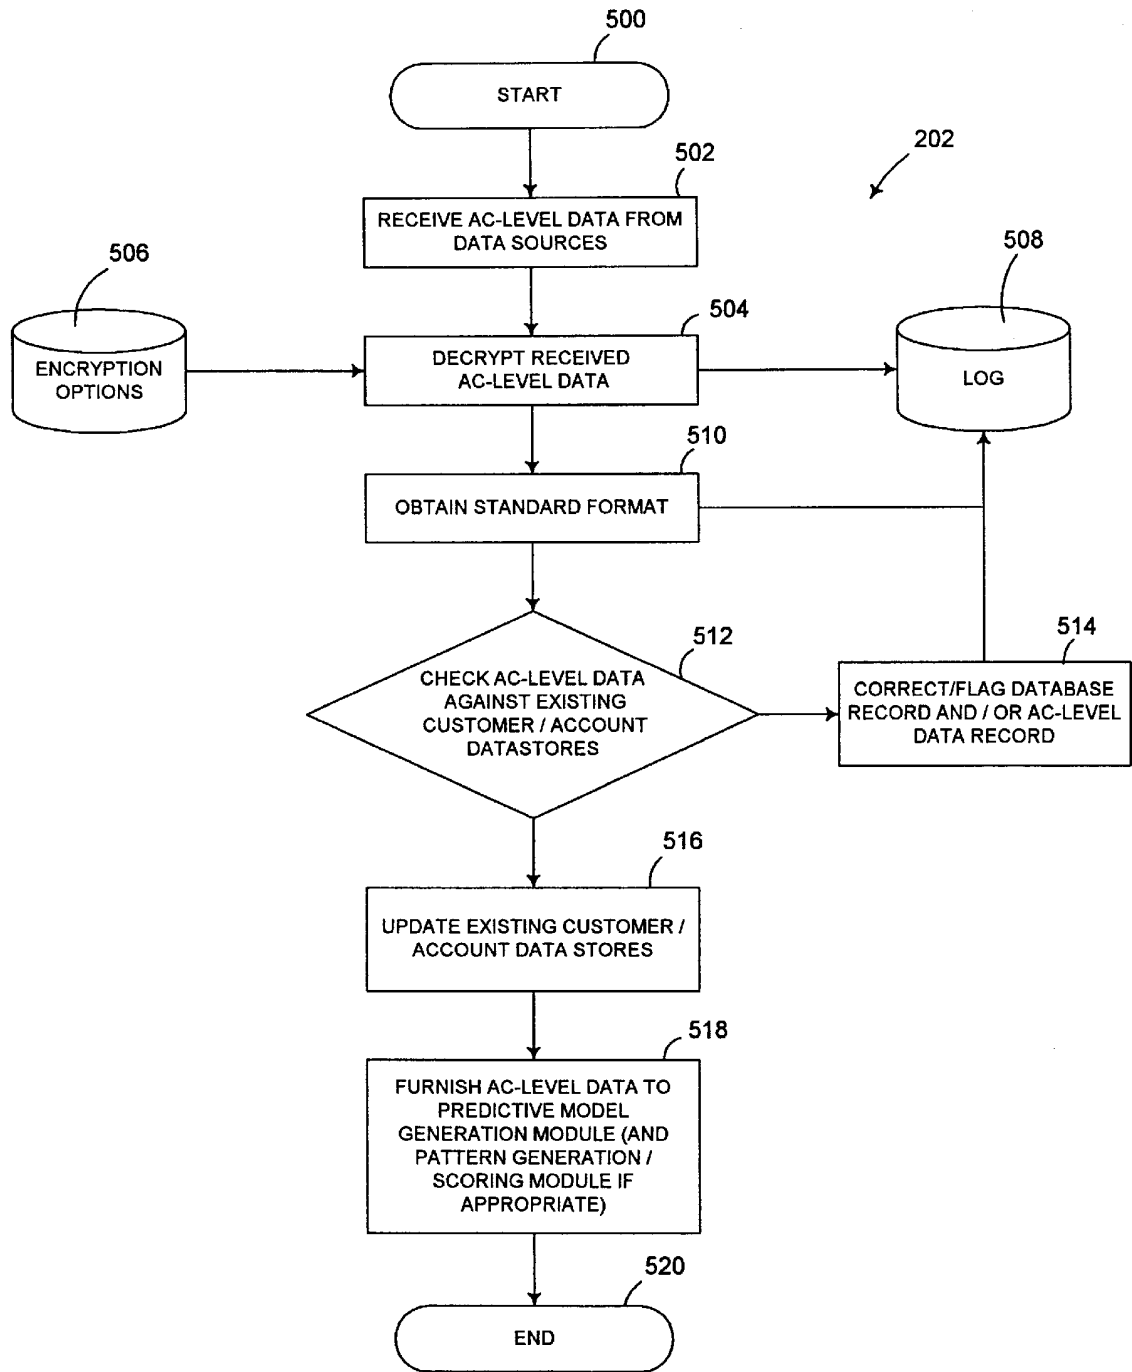 500
START
202
502
RECEIVE AC-LEVEL DATA FROM
DATA SOURCES
506
508
504
ENCRYPTION
OPTIONS
DECRYPT RECEIVED
AC-LEVEL DATA
LOG
510
OBTAIN STANDARD FORMAT
512
514
CHECK AC-LEVEL DATA
AGAINST EXISTING
CUSTOMER / ACCOUNT
DATASTORES
CORRECT/FLAG DATABASE
RECORD AND / OR AC-LEVEL
DATA RECORD
516
UPDATE EXISTING CUSTOMER /
ACCOUNT DATA STORES
518
FURNISH AC-LEVEL DATA TO
PREDICTIVE MODEL
GENERATION MODULE (AND
PATTERN GENERATION /
SCORING MODULE IF
APPROPRIATE)
520
END